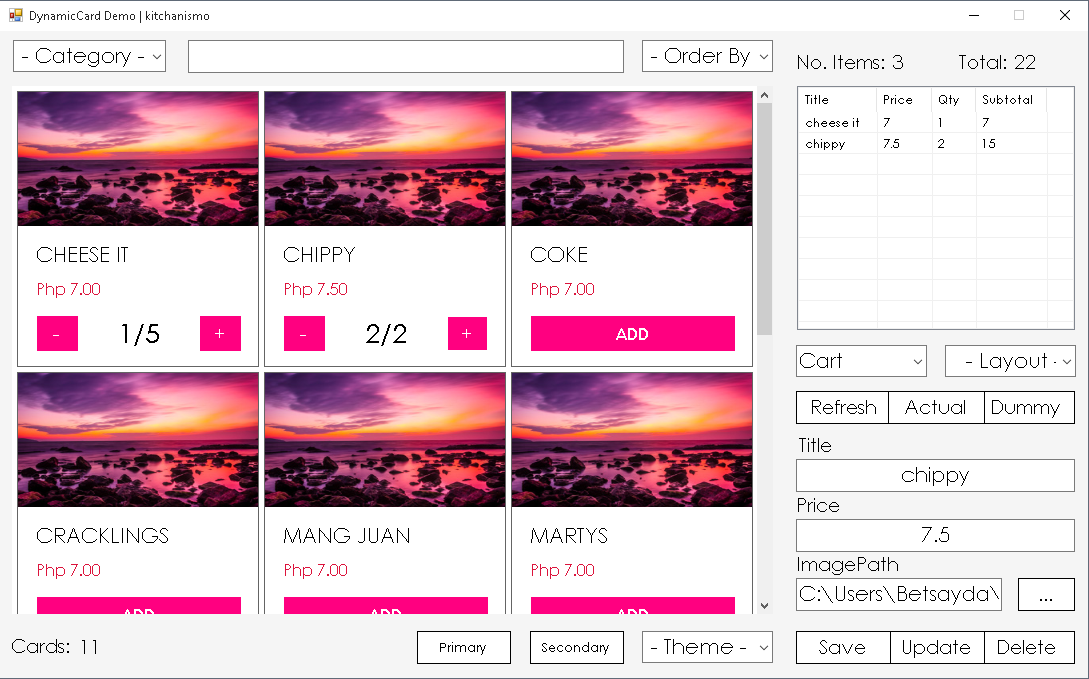 DynamicCard Demo | kitchanismo
- Category -
- Order By
No. Items: 3
Total: 22
Title Price Qty Subtotal
cheese it 7 1 7
chippy 7.5 2 15
CHEESE IT
Php 7.00
- 1/5 +
CHIPPY
Php 7.50
- 2/2 +
COKE
Php 7.00
ADD
CRACKLINGS
Php 7.00
ADD
MANG JUAN
Php 7.00
ADD
MARTYS
Php 7.00
ADD
Cart
- Layout -
Refresh Actual Dummy
Title
chippy
Price
7.5
ImagePath
C:\Users\Betsayda\
...
Cards: 11
Primary
Secondary
- Theme -
Save Update Delete